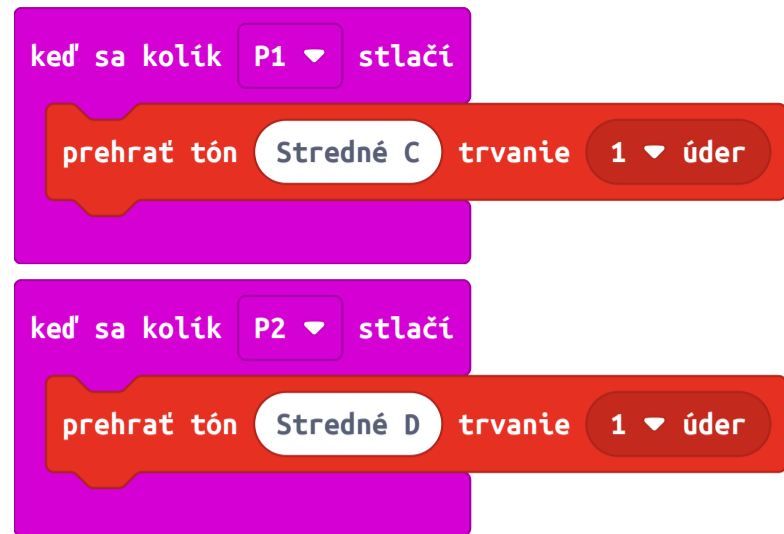 keď sa kolík P1 stlačí
prehrať tón Stredné C trvanie 1 úder
keď sa kolík P2 stlačí
prehrať tón Stredné D trvanie 1 úder